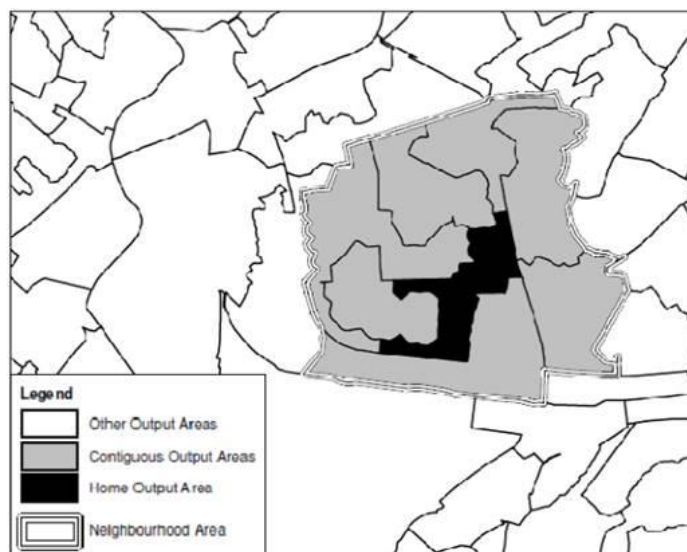 Legend
Other Output Areas
Contiguous Output Areas
Home Output Area
Neighbourhood Area